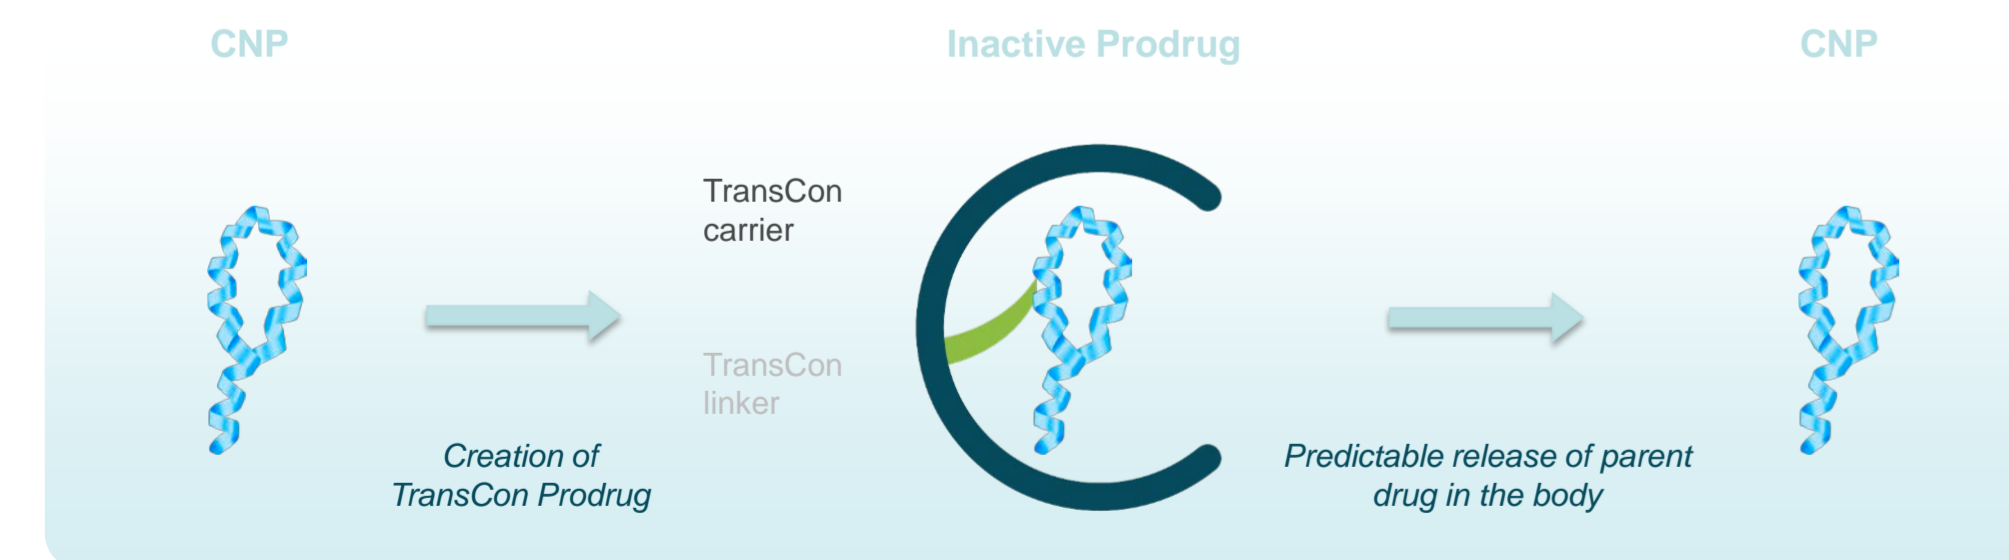 CNP
Inactive Prodrug
CNP
TransCon
carrier
TransCon
linker
Creation of
TransCon Prodrug
Predictable release of parent
drug in the body